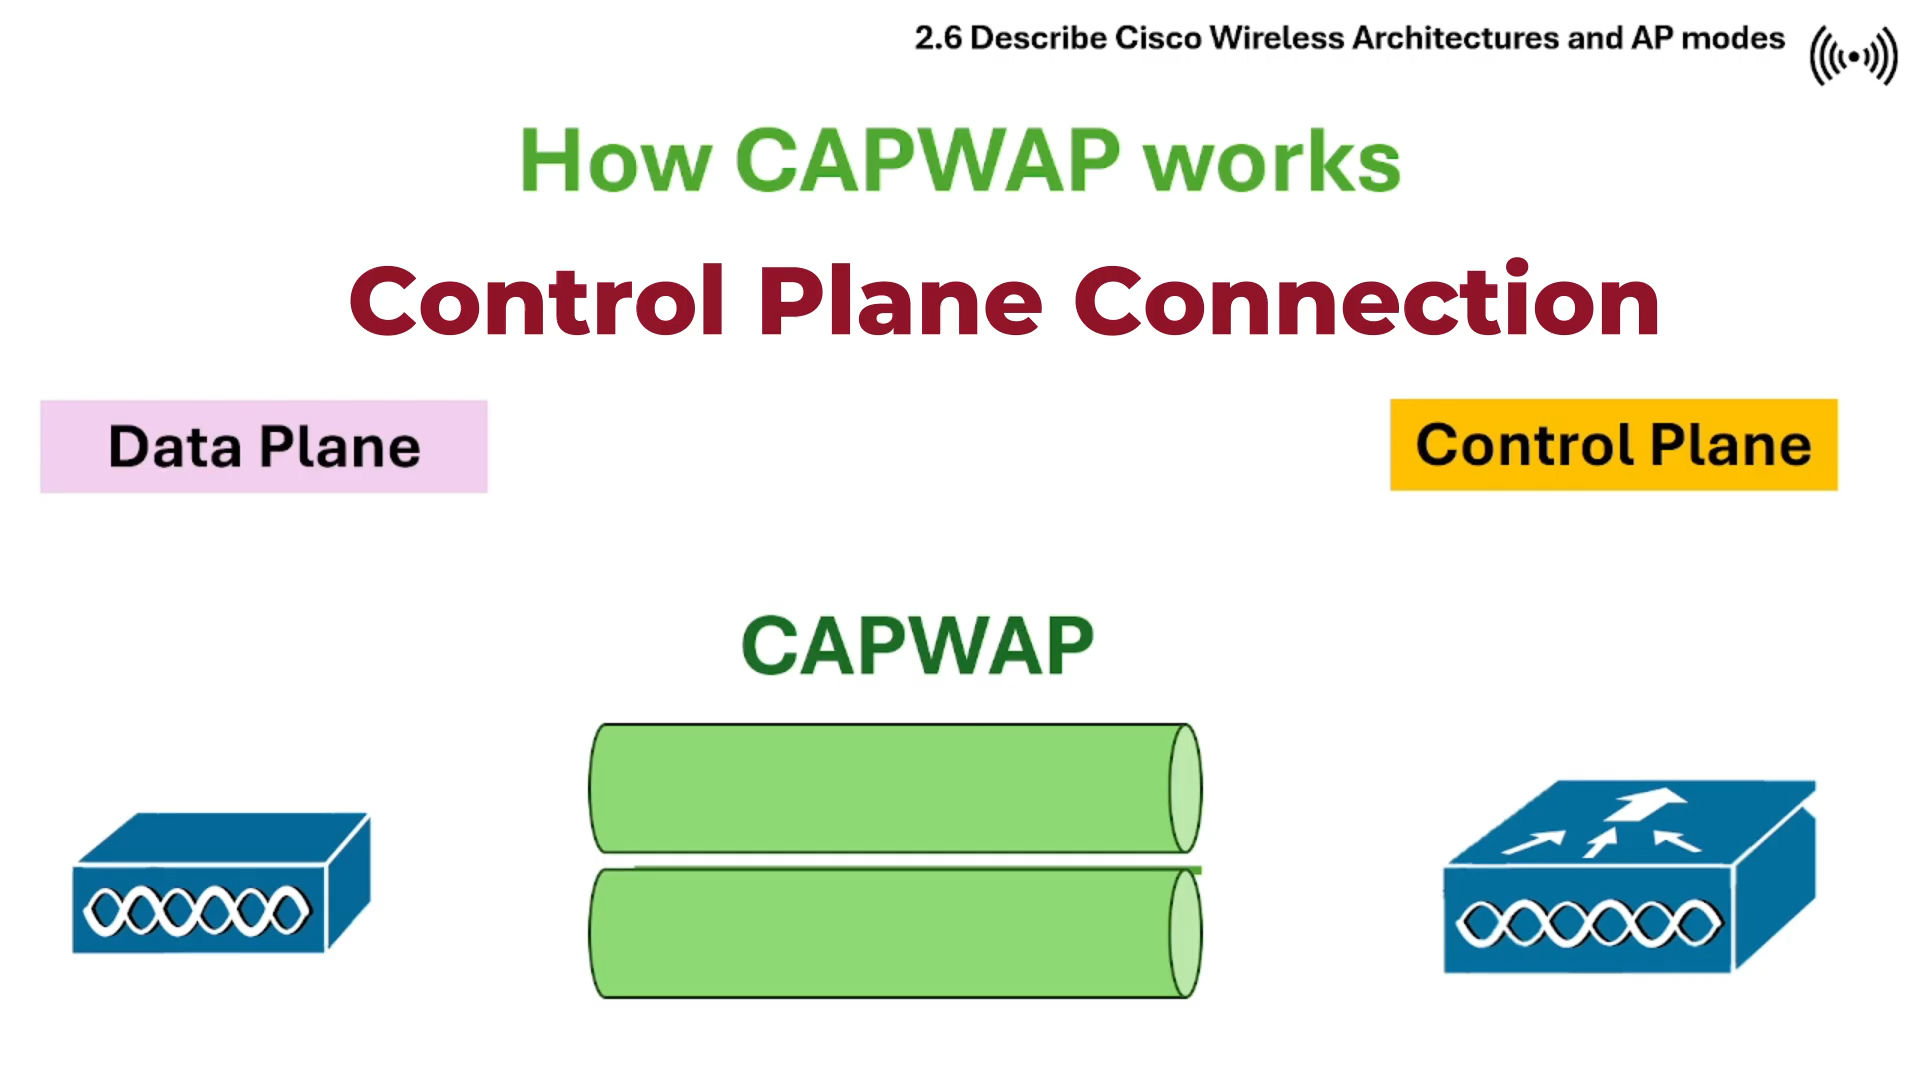 2.6 Describe Cisco Wireless Architectures and AP modes
How CAPWAP works
Control Plane Connection
Data Plane
Control Plane
CAPWAP